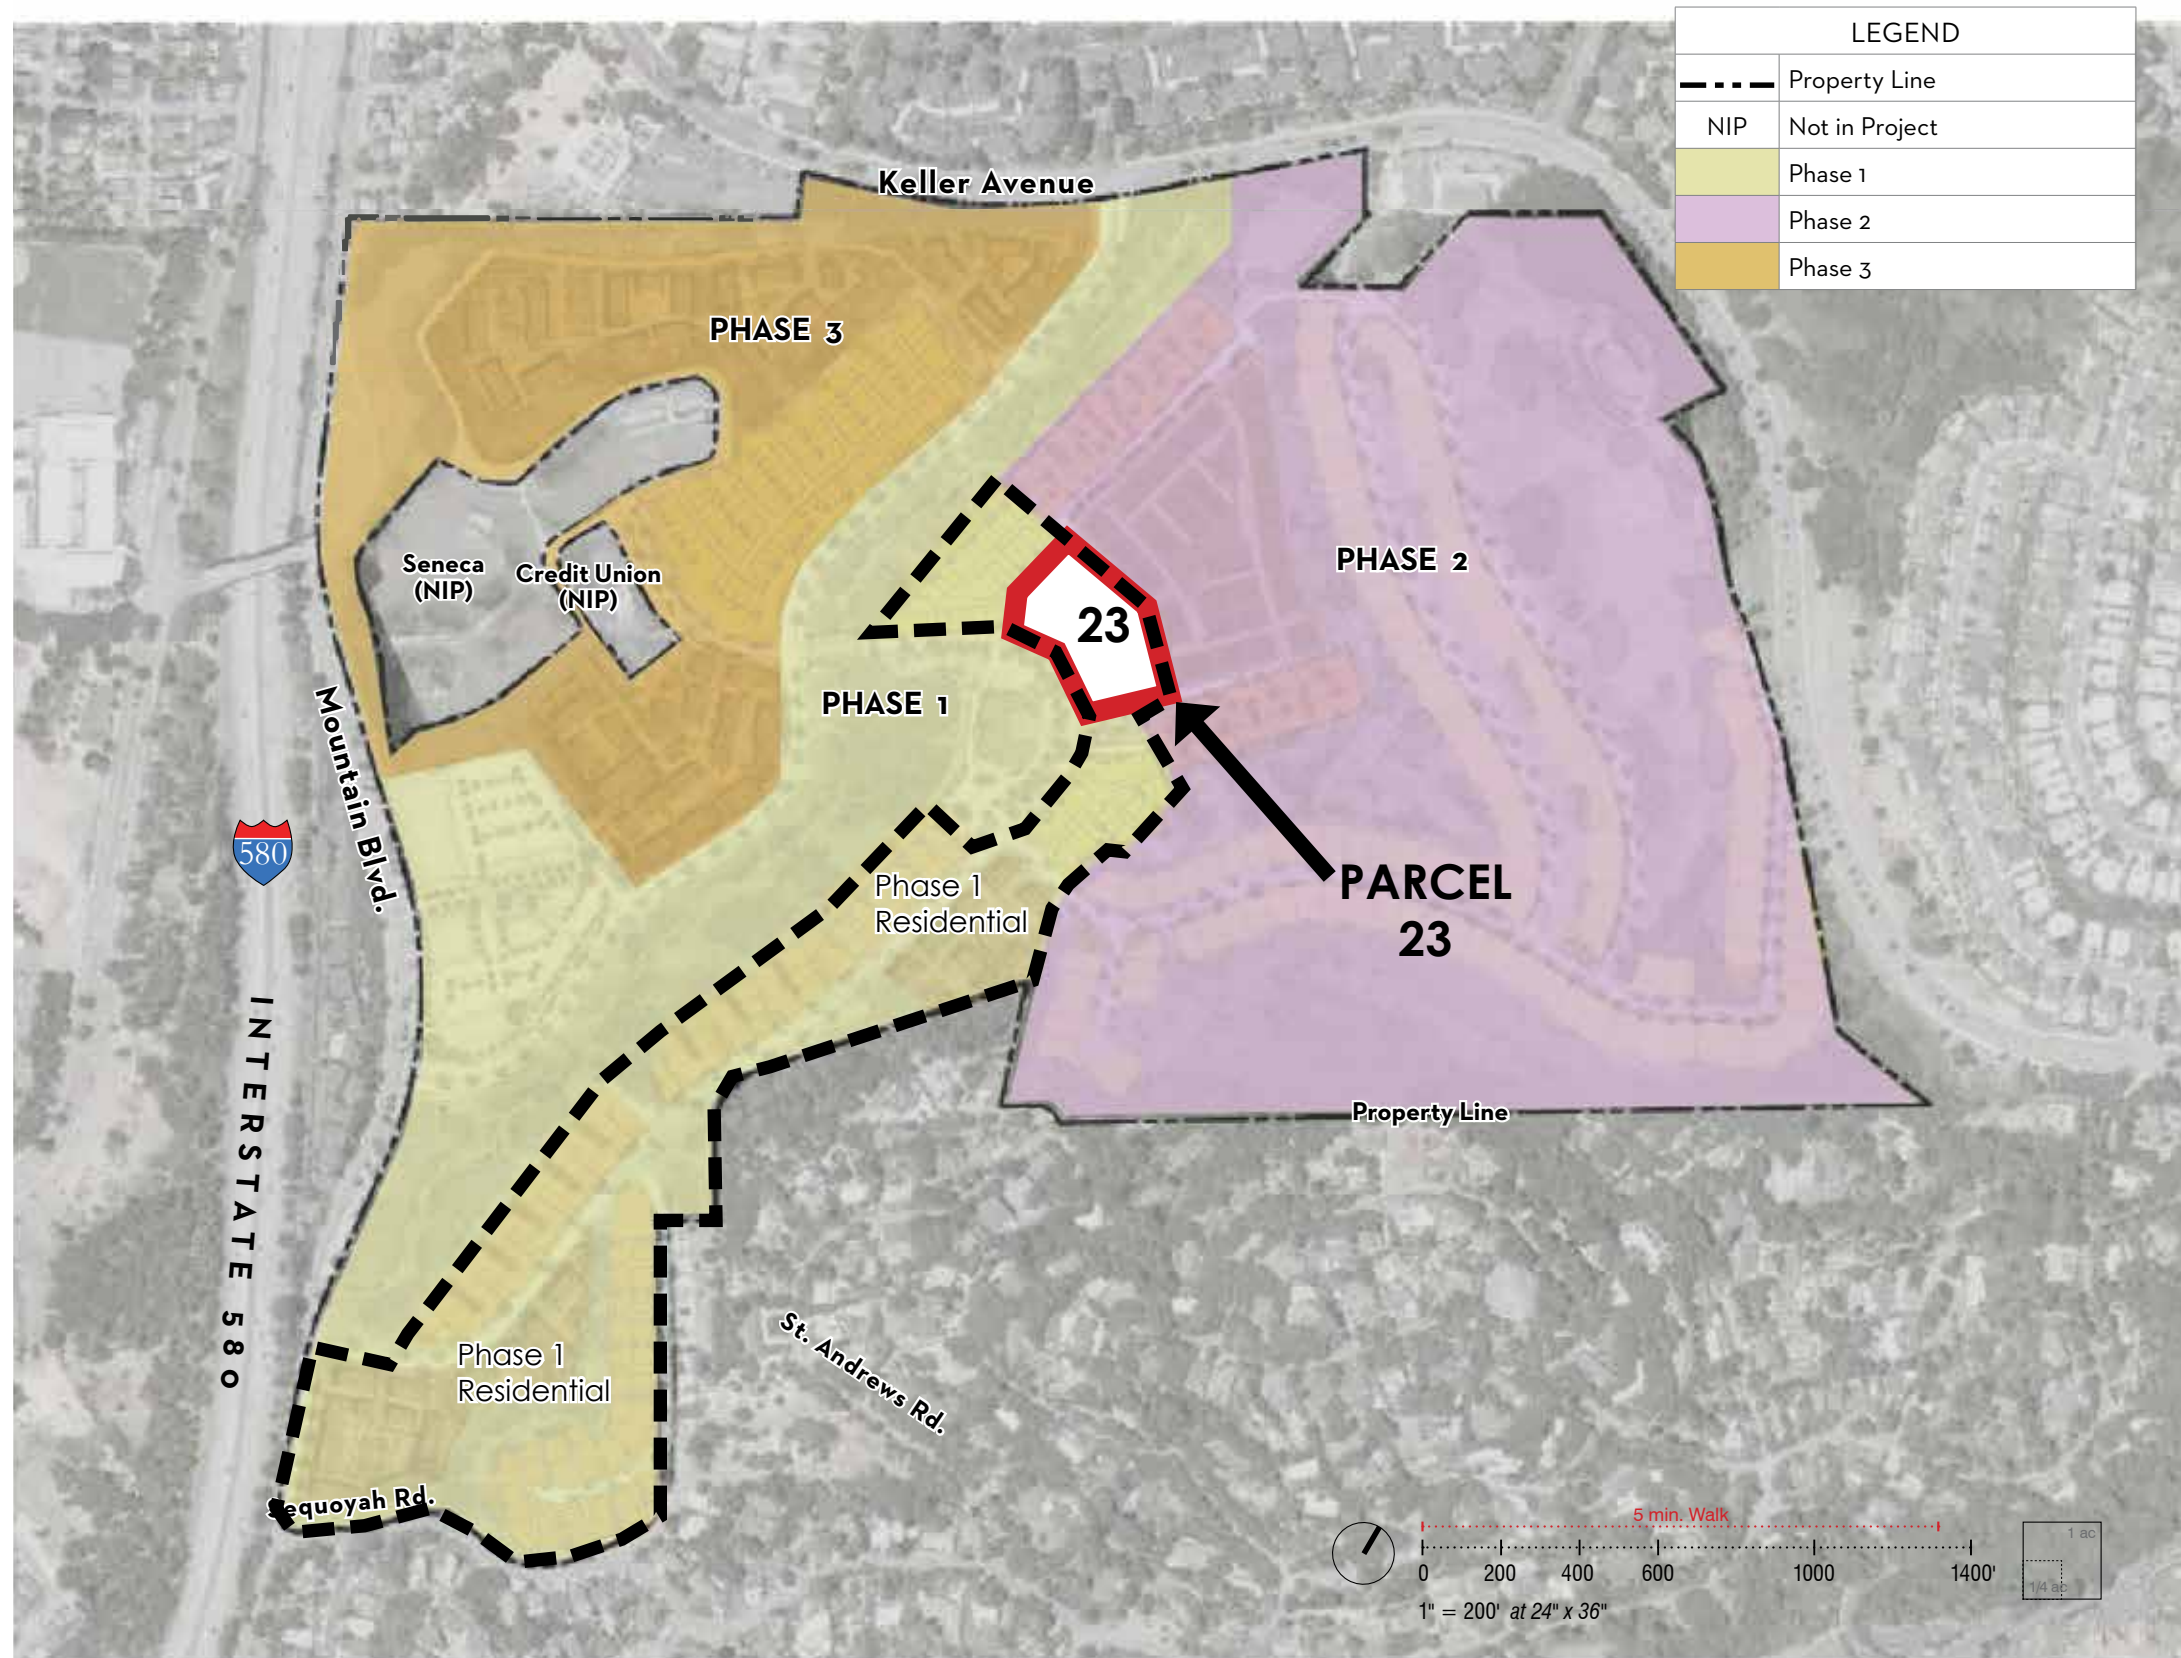 LEGEND
Property Line
NIP Not in Project
Phase 1
Phase 2
Phase 3
Keller Avenue
PHASE 3
PHASE 2
Seneca
(NIP)
Credit Union
(NIP)
23
PHASE 1
Mountain Blvd.
580
PARCEL
23
Phase 1
Residential
INTERSTATE 580
Property Line
St. Andrews Rd.
Phase 1
Residential
Sequoyah Rd.
5 min. Walk
0 200 400 600 1000 1400'
1" = 200' at 24" x 36"
1 ac
1/4 ac